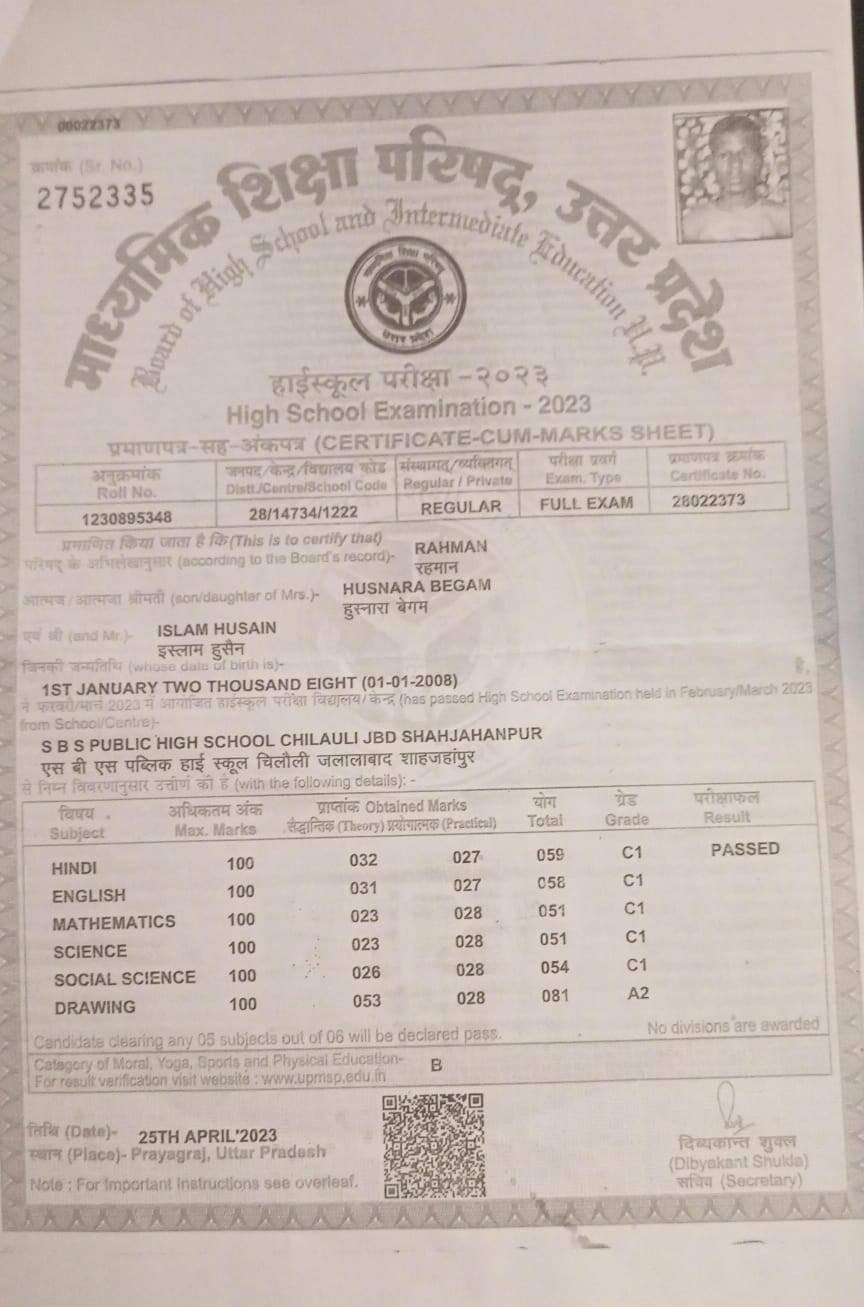 00022373
क्रमांक (Sr. No.)
2752335
माध्यमिक शिक्षा परिषद्, उत्तर प्रदेश
Board of High School and Intermediate Education U.P.
उत्तर प्रदेश
हाईस्कूल परीक्षा -२०२३
High School Examination - 2023
प्रमाणपत्र-सह-अंकपत्र (CERTIFICATE-CUM-MARKS SHEET)
अनुक्रमांक जनपद/केन्द्र/विद्यालय कोड संस्थागत/व्यक्तिगत् परीक्षा प्रवर्ग प्रमाणपत्र क्रमांक
Roll No. Distt./Centre/School Code Regular / Private Exam. Type Certificate No.
1230895348 28/14734/1222 REGULAR FULL EXAM 28022373
प्रमाणित किया जाता है कि(This is to certify that)
परिषद् के अभिलेखानुसार (according to the Board's record)- RAHMAN
रहमान
आत्मज/आत्मजा श्रीमती (son/daughter of Mrs.)- HUSNARA BEGAM
हुस्नारा बेगम
एवं श्री (and Mr.)- ISLAM HUSAIN
इस्लाम हुसैन
जिनकी जन्मतिथि (whose date of birth is)-
1ST JANUARY TWO THOUSAND EIGHT (01-01-2008)
ने फरवरी/मार्च 2023 में आयोजित हाईस्कूल परीक्षा विद्यालय/केन्द्र (has passed High School Examination held in February/March 2023
from School/Centre)-
S B S PUBLIC HIGH SCHOOL CHILAULI JBD SHAHJAHANPUR
एस बी एस पब्लिक हाई स्कूल चिलौली जलालाबाद शाहजहांपुर
से निम्न विवरणानुसार उत्तीर्ण की है (with the following details): -
विषय अधिकतम अंक प्राप्तांक Obtained Marks योग ग्रेड परीक्षाफल
Subject Max. Marks सैद्धान्तिक (Theory) प्रयोगात्मक (Practical) Total Grade Result
HINDI 100 032 027 059 C1 PASSED
ENGLISH 100 031 027 058 C1
MATHEMATICS 100 023 028 051 C1
SCIENCE 100 023 028 051 C1
SOCIAL SCIENCE 100 026 028 054 C1
DRAWING 100 053 028 081 A2
Candidate clearing any 05 subjects out of 06 will be declared pass. No divisions are awarded
Category of Moral, Yoga, Sports and Physical Education- B
For result verification visit website : www.upmsp.edu.in
तिथि (Date)- 25TH APRIL'2023
स्थान (Place)- Prayagraj, Uttar Pradesh
Note : For Important Instructions see overleaf.
दिब्यकान्त शुक्ल
(Dibyakant Shukla)
सचिव (Secretary)